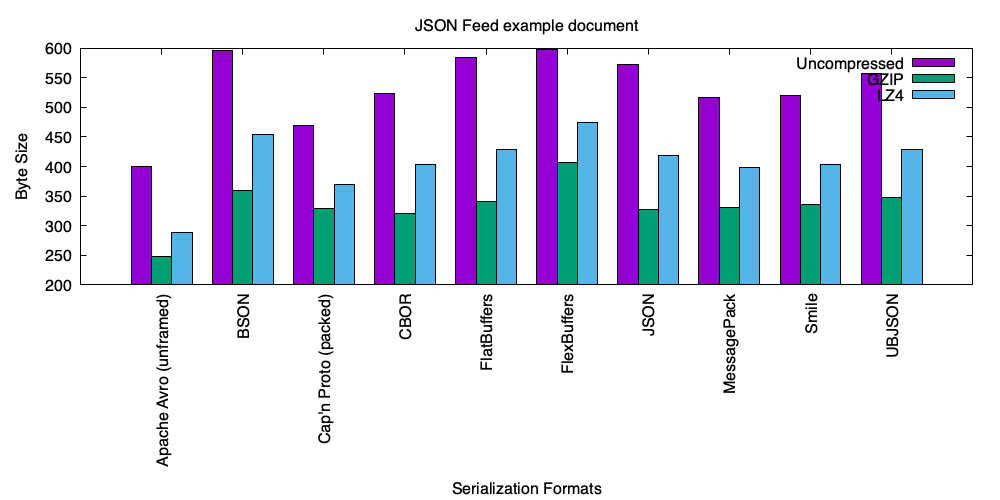 JSON Feed example document
600
550
500
450
400
350
300
250
200
Byte Size
Uncompressed
GZIP
LZ4
Apache Avro (unframed)
BSON
Cap'n Proto (packed)
CBOR
FlatBuffers
FlexBuffers
JSON
MessagePack
Smile
UBJSON
Serialization Formats